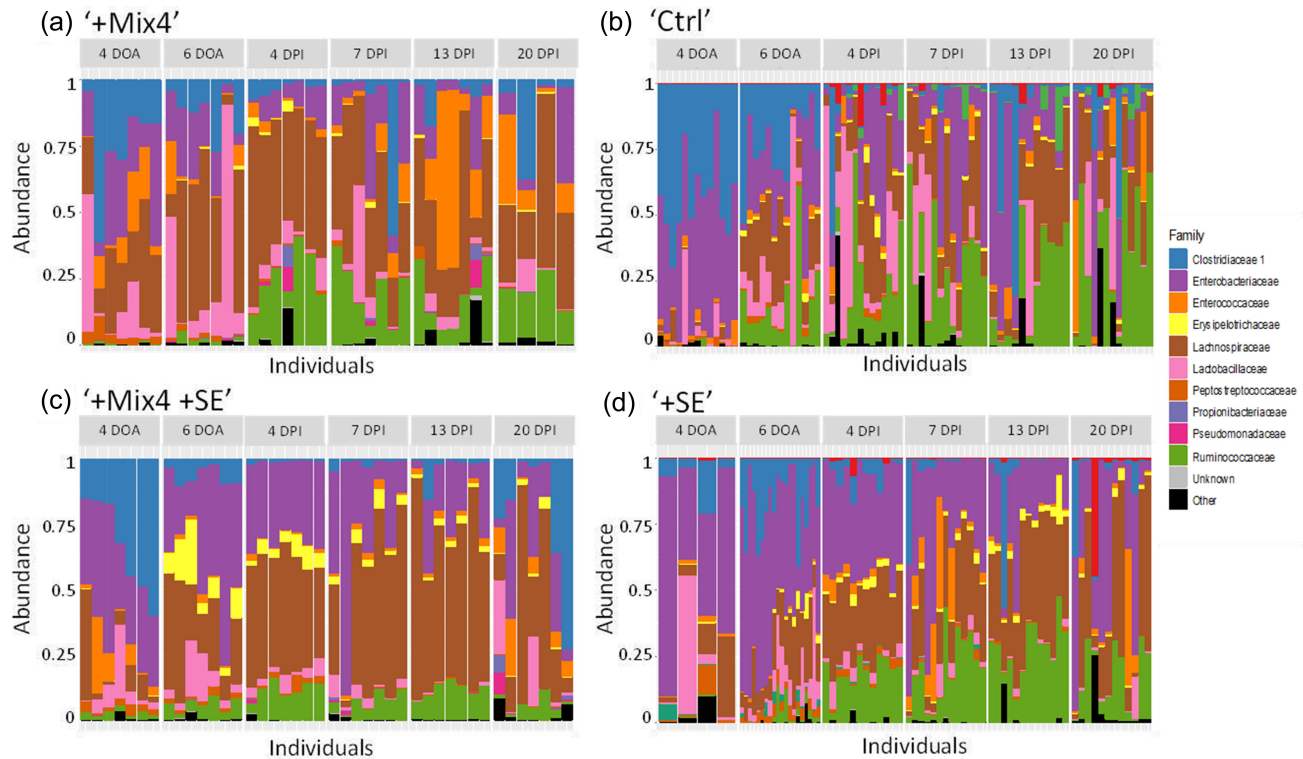 (a) '+Mix4'
4 DOA 6 DOA 4 DPI 7 DPI 13 DPI 20 DPI
Abundance
1
0.75
0.5
0.25
0
Individuals
(b) 'Ctrl'
4 DOA 6 DOA 4 DPI 7 DPI 13 DPI 20 DPI
Abundance
1
0.75
0.5
0.25
0
Individuals
(c) '+Mix4 +SE'
4 DOA 6 DOA 4 DPI 7 DPI 13 DPI 20 DPI
Abundance
1
0.75
0.5
0.25
0
Individuals
(d) '+SE'
4 DOA 6 DOA 4 DPI 7 DPI 13 DPI 20 DPI
Abundance
1
0.75
0.5
0.25
0
Individuals
Family
Clostridiaceae 1
Enterobacteriaceae
Enterococcaceae
Erysipelotrichaceae
Lachnospiraceae
Lactobacillaceae
Peptostreptococcaceae
Propionibacteriaceae
Pseudomonadaceae
Ruminococcaceae
Unknown
Other